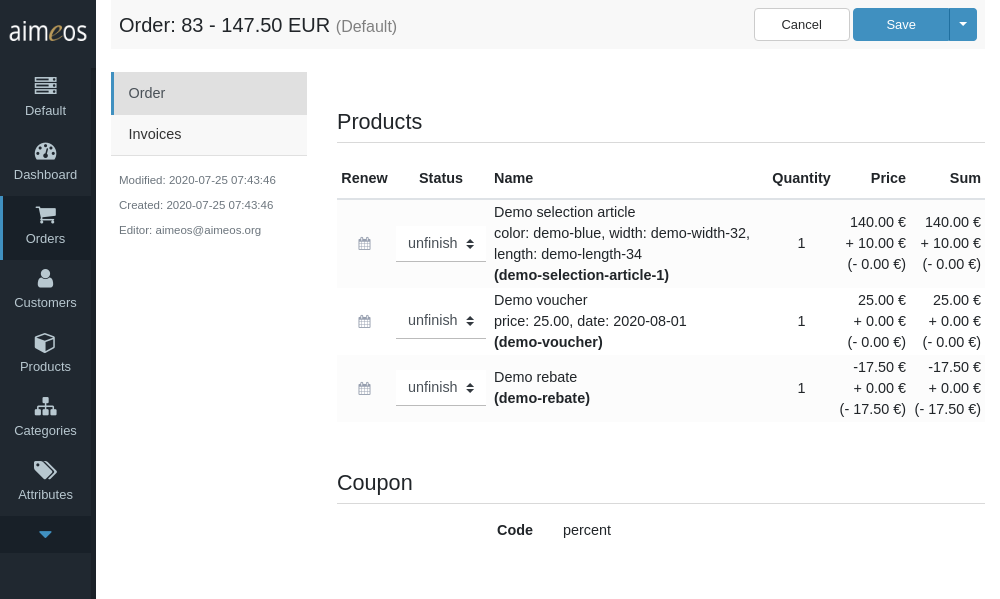 aimeos
Order: 83 - 147.50 EUR (Default)
Cancel
Save
Default
Dashboard
Orders
Customers
Products
Categories
Attributes
Order
Invoices
Modified: 2020-07-25 07:43:46
Created: 2020-07-25 07:43:46
Editor: aimeos@aimeos.org
Products
Renew Status Name Quantity Price Sum
unfinish
Demo selection article
color: demo-blue, width: demo-width-32,
length: demo-length-34
(demo-selection-article-1)
1
140.00 €
+ 10.00 €
(- 0.00 €)
140.00 €
+ 10.00 €
(- 0.00 €)
unfinish
Demo voucher
price: 25.00, date: 2020-08-01
(demo-voucher)
1
25.00 €
+ 0.00 €
(- 0.00 €)
25.00 €
+ 0.00 €
(- 0.00 €)
unfinish
Demo rebate
(demo-rebate)
1
-17.50 €
+ 0.00 €
(- 17.50 €)
-17.50 €
+ 0.00 €
(- 17.50 €)
Coupon
Code percent